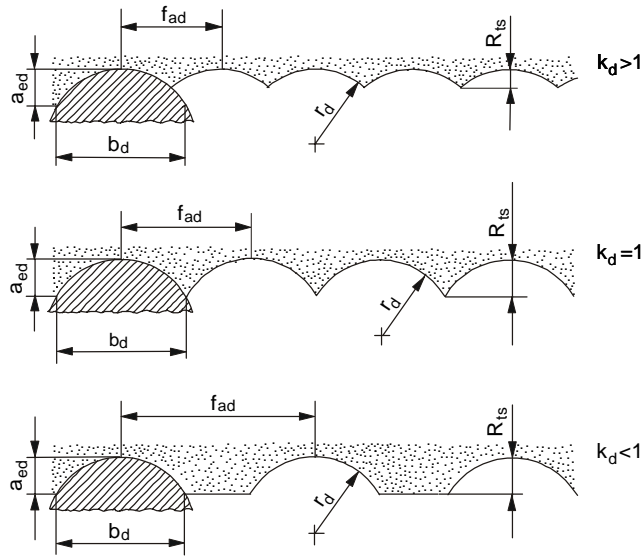 f_ad
a_ed
b_d
r_d
R_ts
k_d>1
f_ad
a_ed
b_d
r_d
R_ts
k_d=1
f_ad
a_ed
b_d
r_d
R_ts
k_d<1